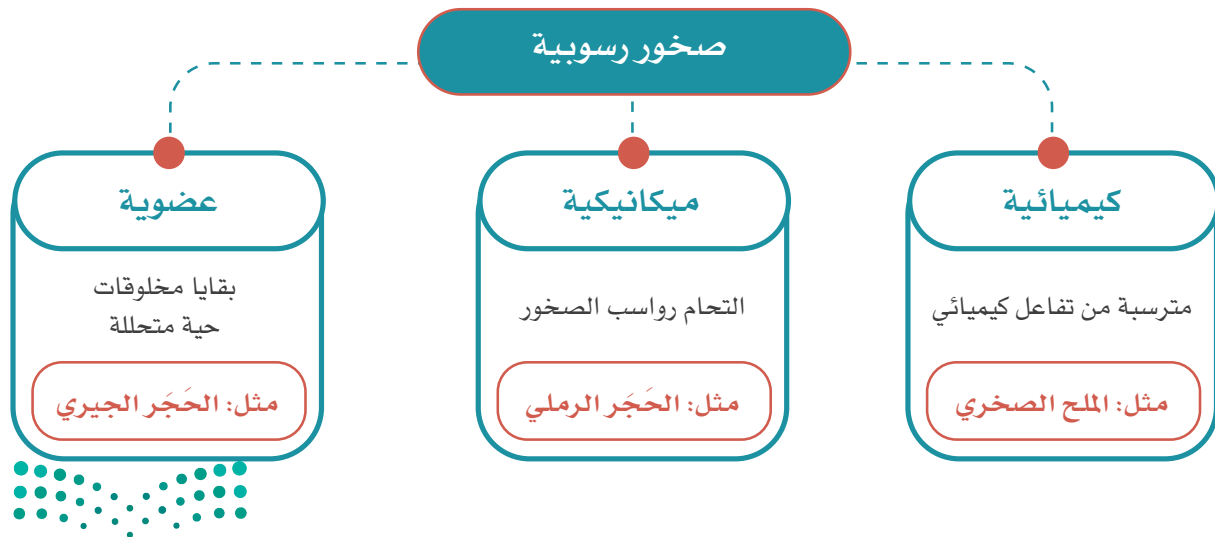 صخور رسوبية
كيميائية
مترسبة من تفاعل كيميائي
مثل: الملح الصخري
ميكانيكية
التحام رواسب الصخور
مثل: الحَجَر الرملي
عضوية
بقايا مخلوقات
حية متحللة
مثل: الحَجَر الجيري